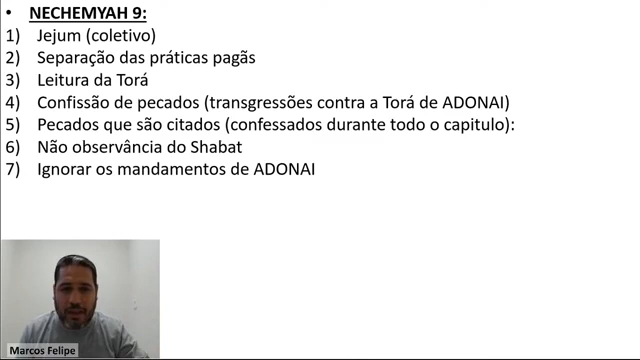 • NECHEMYAH 9:
1) Jejum (coletivo)
2) Separação das práticas pagãs
3) Leitura da Torá
4) Confissão de pecados (transgressões contra a Torá de ADONAI)
5) Pecados que são citados (confessados durante todo o capitulo):
6) Não observância do Shabat
7) Ignorar os mandamentos de ADONAI
Marcos Felipe